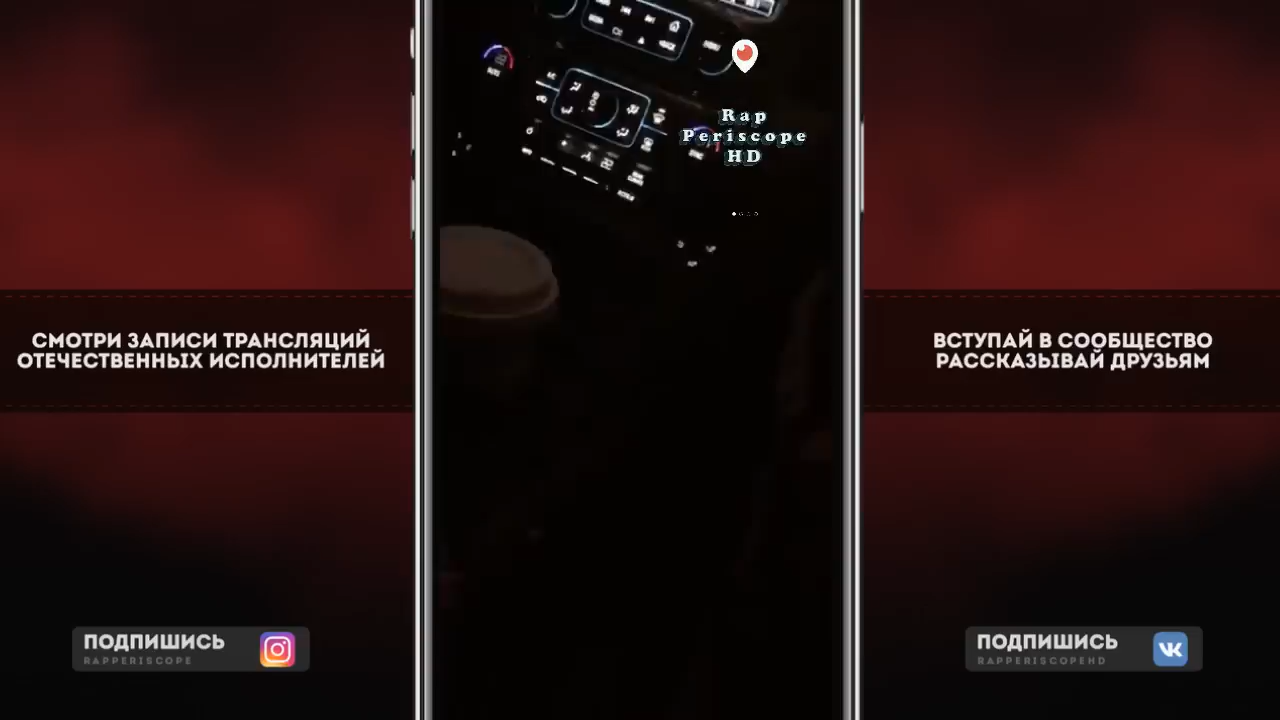 Rap
Periscope
HD
СМОТРИ ЗАПИСИ ТРАНСЛЯЦИЙ
ОТЕЧЕСТВЕННЫХ ИСПОЛНИТЕЛЕЙ
ВСТУПАЙ В СООБЩЕСТВО
РАССКАЗЫВАЙ ДРУЗЬЯМ
ПОДПИШИСЬ
RAPPERISCOPE
ПОДПИШИСЬ
RAPPERISCOPEHD